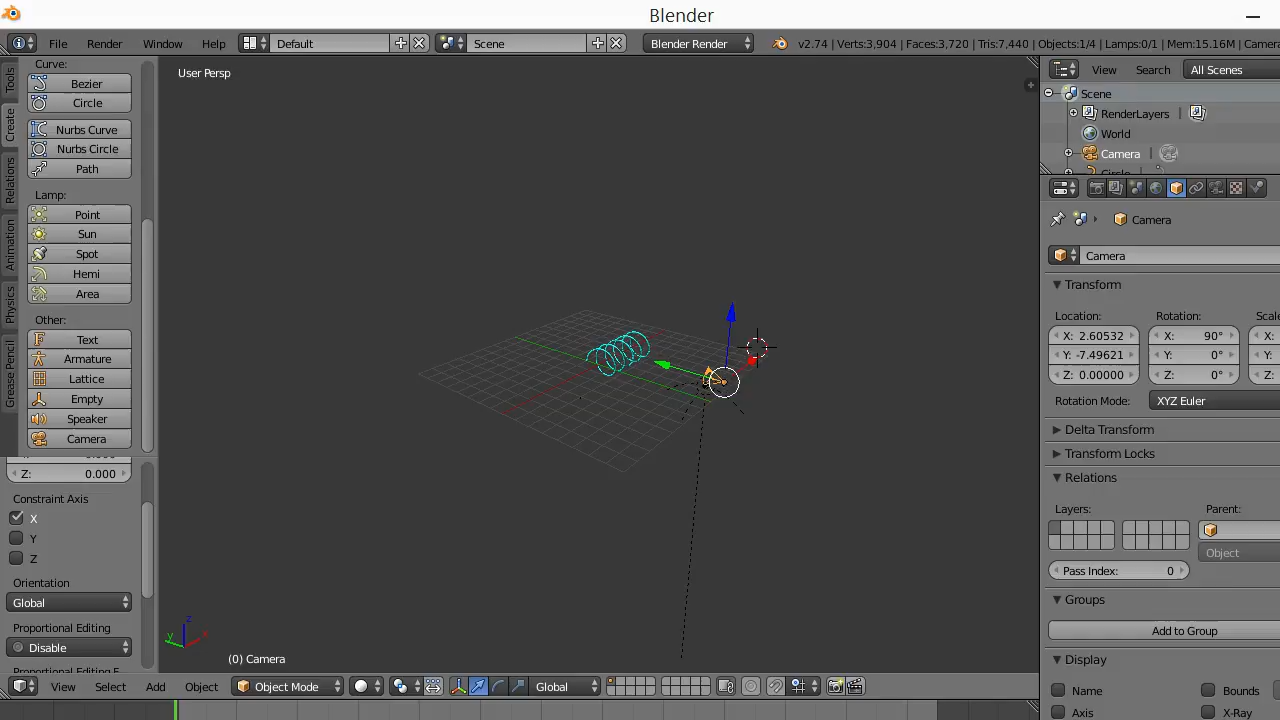 Blender
File Render Window Help Default Scene Blender Render v2.74 | Verts:3,904 | Faces:3,720 | Tris:7,440 | Objects:1/4 | Lamps:0/1 | Mem:15.16M | Camera
Tools
Create
Relations
Animation
Physics
Grease Pencil
Curve:
Bezier
Circle
Nurbs Curve
Nurbs Circle
Path
Lamp:
Point
Sun
Spot
Hemi
Area
Other:
Text
Armature
Lattice
Empty
Speaker
Camera
Z: 0.000
Constraint Axis
X
Y
Z
Orientation
Global
Proportional Editing
Disable
User Persp
z
y
x
(0) Camera
View Select Add Object Object Mode Global
View Search All Scenes
Scene
RenderLayers
World
Camera
Camera
Camera
Transform
Location: Rotation: Scale
X: 2.60532 X: 90° X:
Y: -7.49621 Y: 0° Y:
Z: 0.00000 Z: 0° Z:
Rotation Mode: XYZ Euler
Delta Transform
Transform Locks
Relations
Layers: Parent:
Object
Pass Index: 0
Groups
Add to Group
Display
Name Bounds
Axis X-Ray